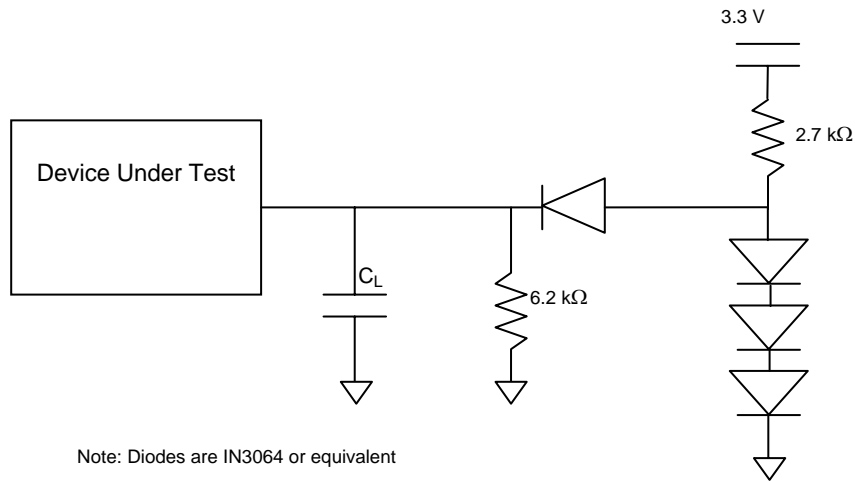 3.3 V
2.7 kΩ
Device Under Test
CL
6.2 kΩ
Note: Diodes are IN3064 or equivalent